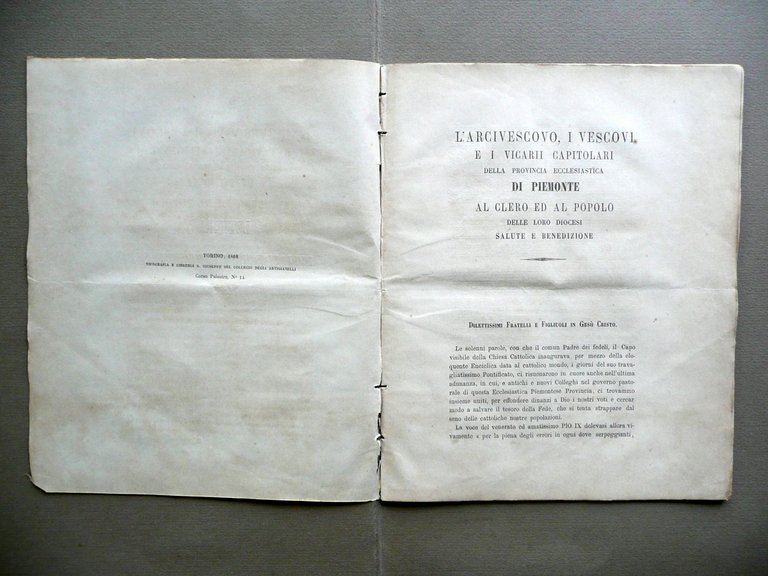 TORINO, 1868
TIPOGRAFIA E LIBRERIA S. GIUSEPPE DEL COLLEGIO DEGLI ARTIGIANELLI
Corso Palestro, N° 14
L'ARCIVESCOVO, I VESCOVI,
E I VICARII CAPITOLARI
DELLA PROVINCIA ECCLESIASTICA
DI PIEMONTE
AL CLERO ED AL POPOLO
DELLE LORO DIOCESI
SALUTE E BENEDIZIONE
DILETTISSIMI FRATELLI E FIGLIUOLI IN GESÙ CRISTO.
Le solenni parole, con che il comun Padre dei fedeli, il Capo
visibile della Chiesa Cattolica inaugurava, per mezzo della elo-
quente Enciclica data al cattolico mondo, i giorni del suo trava-
gliatissimo Pontificato, ci risuonarono in cuore anche nell'ultima
adunanza, in cui, e antichi e nuovi Colleghi nel governo pasto-
rale di questa Ecclesiastica Piemontese Provincia, ci trovammo
insieme uniti, per effondere dinanzi a Dio i nostri voti e cercar
modo a salvare il tesoro della Fede, che si tenta strappare dal
seno delle cattoliche nostre popolazioni.
La voce del venerato ed amatissimo PIO IX dolevasi allora vi-
vamente « per la piena degli errori in ogni dove serpeggianti,